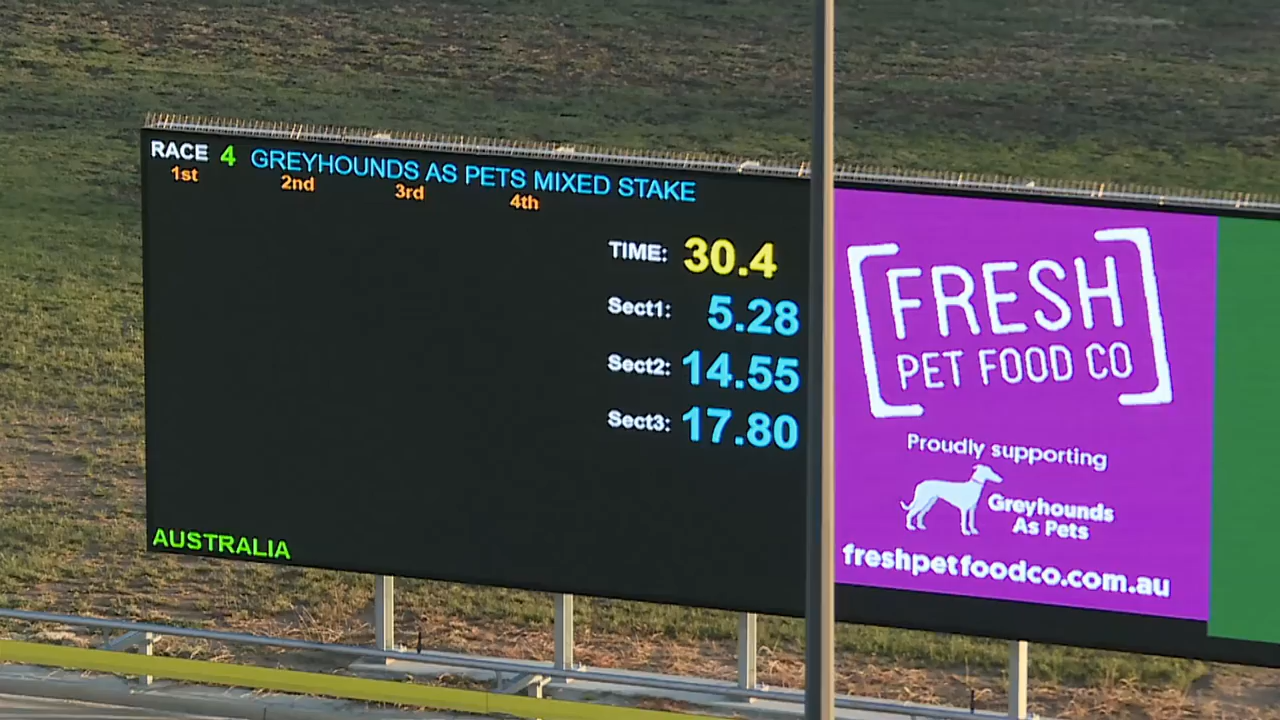 RACE 4 GREYHOUNDS AS PETS MIXED STAKE
1st 2nd 3rd 4th
TIME: 30.4
Sect1: 5.28
Sect2: 14.55
Sect3: 17.80
AUSTRALIA
FRESH
PET FOOD CO
Proudly supporting
Greyhounds
As Pets
freshpetfoodco.com.au